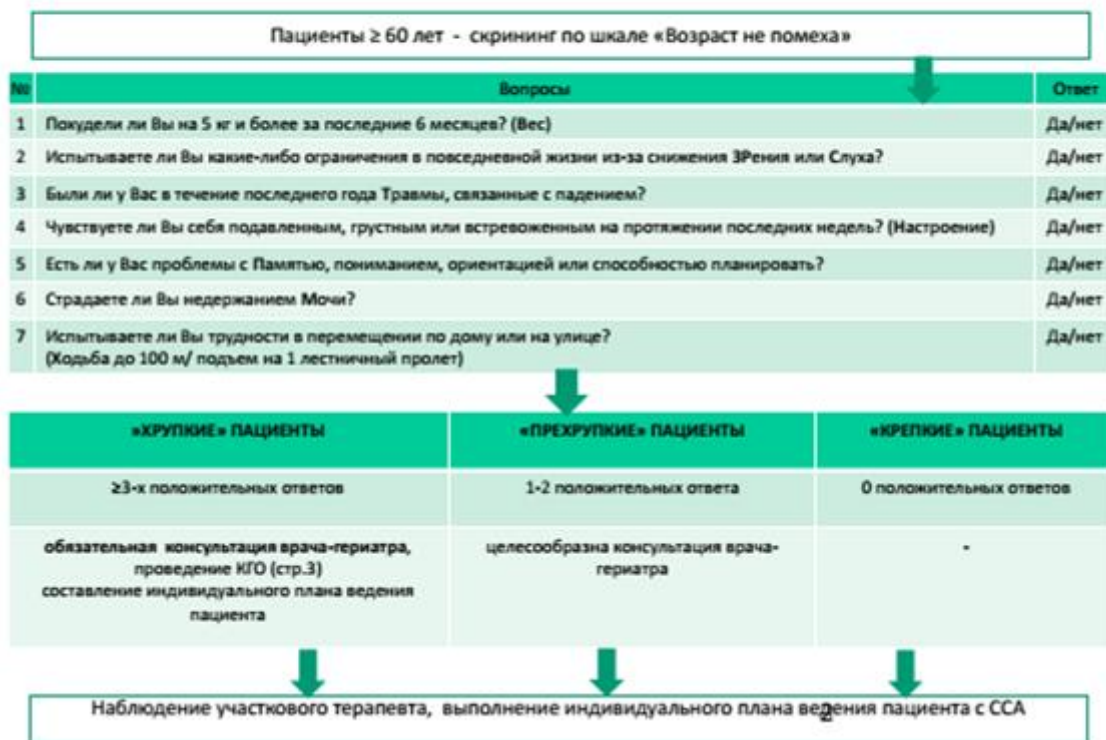 Пациенты ≥ 60 лет - скрининг по шкале «Возраст не помеха»
№ Вопросы Ответ
1 Похудели ли Вы на 5 кг и более за последние 6 месяцев? (Вес) Да/нет
2 Испытываете ли Вы какие-либо ограничения в повседневной жизни из-за снижения ЗРения или Слуха? Да/нет
3 Были ли у Вас в течение последнего года Травмы, связанные с падением? Да/нет
4 Чувствуете ли Вы себя подавленным, грустным или встревоженным на протяжении последних недель? (Настроение) Да/нет
5 Есть ли у Вас проблемы с Памятью, пониманием, ориентацией или способностью планировать? Да/нет
6 Страдаете ли Вы недержанием Мочи? Да/нет
7 Испытываете ли Вы трудности в перемещении по дому или на улице? Да/нет
(Ходьба до 100 м/ подъем на 1 лестничный пролет)
«ХРУПКИЕ» ПАЦИЕНТЫ «ПРЕХРУПКИЕ» ПАЦИЕНТЫ «КРЕПКИЕ» ПАЦИЕНТЫ
≥3-х положительных ответов 1-2 положительных ответа 0 положительных ответов
обязательная консультация врача-гериатра, целесообразна консультация врача- -
проведение КГО (стр.3) гериатра
составление индивидуального плана ведения
пациента
Наблюдение участкового терапевта, выполнение индивидуального плана ведения пациента с ССА
2